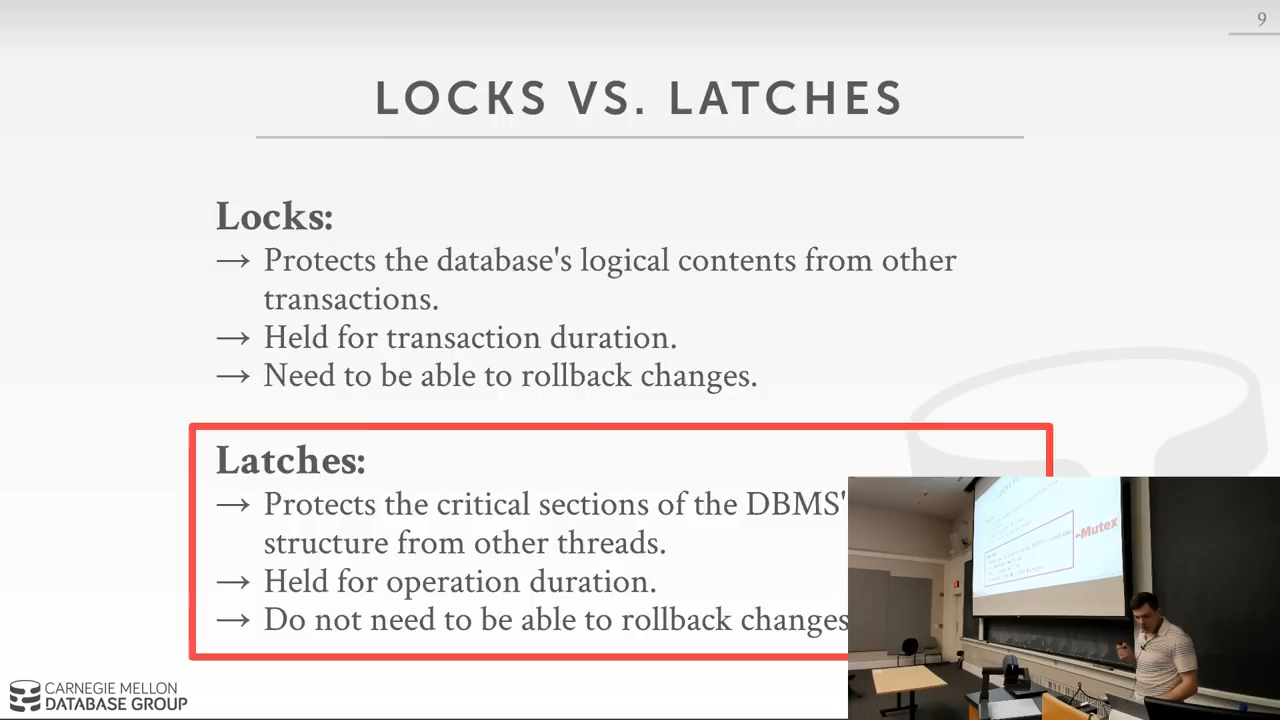 9
LOCKS VS. LATCHES
Locks:
→ Protects the database's logical contents from other
transactions.
→ Held for transaction duration.
→ Need to be able to rollback changes.
Latches:
→ Protects the critical sections of the DBMS'
structure from other threads.
→ Held for operation duration.
→ Do not need to be able to rollback changes
←Mutex
CARNEGIE MELLON
DATABASE GROUP